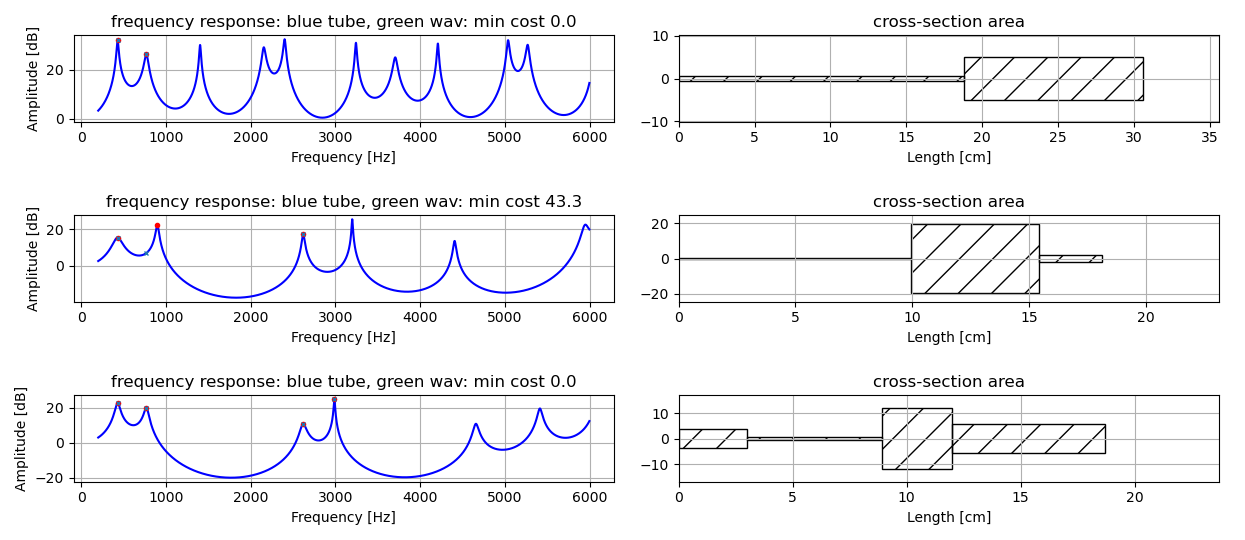 frequency response: blue tube, green wav: min cost 0.0
cross-section area
Amplitude [dB]
20
0
0 1000 2000 3000 4000 5000 6000
Frequency [Hz]
10
0
−10
0 5 10 15 20 25 30 35
Length [cm]
frequency response: blue tube, green wav: min cost 43.3
cross-section area
Amplitude [dB]
20
0
0 1000 2000 3000 4000 5000 6000
Frequency [Hz]
20
0
−20
0 5 10 15 20
Length [cm]
frequency response: blue tube, green wav: min cost 0.0
cross-section area
Amplitude [dB]
20
0
−20
0 1000 2000 3000 4000 5000 6000
Frequency [Hz]
10
0
−10
0 5 10 15 20
Length [cm]